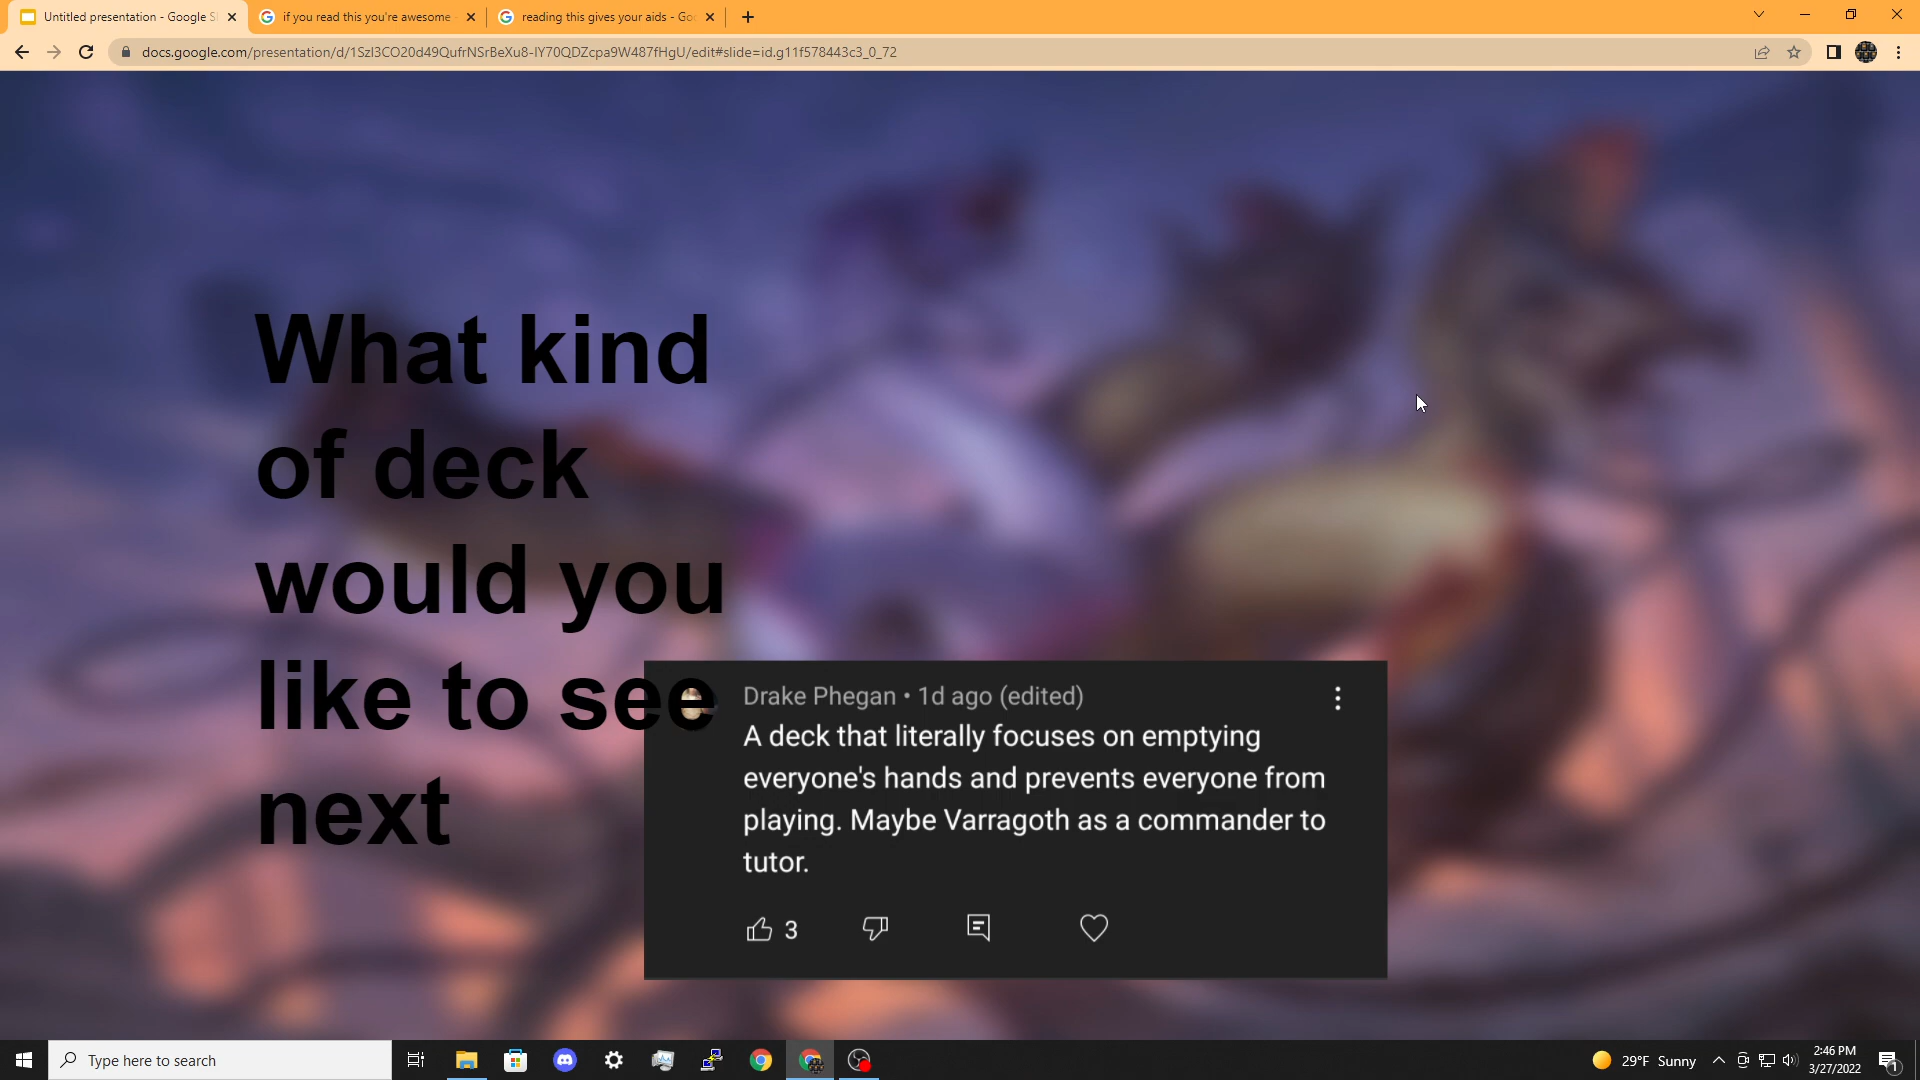 Untitled presentation - Google S
if you read this you're awesome
reading this gives your aids - Goo
docs.google.com/presentation/d/1SzI3CO20d49QufrNSrBeXu8-IY70QDZcpa9W487fHgU/edit#slide=id.g11f578443c3_0_72
What kind
of deck
would you
like to see
next
Drake Phegan • 1d ago (edited)
A deck that literally focuses on emptying
everyone's hands and prevents everyone from
playing. Maybe Varragoth as a commander to
tutor.
3
Type here to search
29°F Sunny
2:46 PM
3/27/2022
1